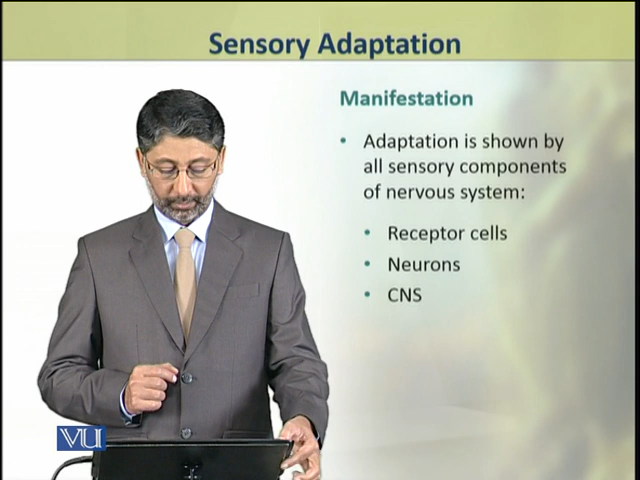 Sensory Adaptation
Manifestation
• Adaptation is shown by
all sensory components
of nervous system:
• Receptor cells
• Neurons
• CNS
VU